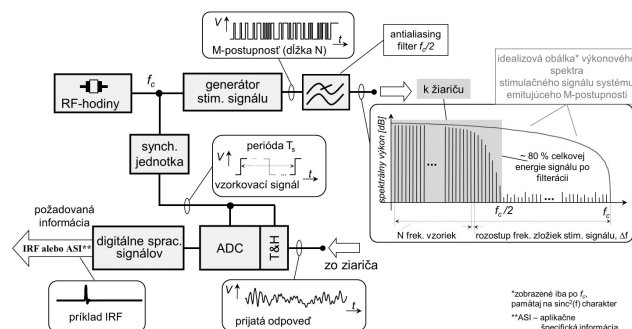 V
t
M-postupnosť (dĺžka N)
antialiasing
filter fc/2
idealizová obálka* výkonového
spektra
stimulačného signálu systému
emitujúceho M-postupnosti
RF-hodiny
fc
generátor
stim. signálu
k žiariču
spektrálny výkon [dB]
...
~ 80 % celkovej
energie signálu po
filterácii
...
fc/2
fc
N frek. vzoriek
rozostup frek. zložiek stim. signálu, Δf
synch.
jednotka
perióda Ts
V
...
t
vzorkovací signál
požadovaná
informácia
IRF alebo ASI**
digitálne sprac.
signálov
ADC
T&H
zo ziariča
príklad IRF
V
t
prijatá odpoveď
*zobrazené iba po fc,
pamätaj na sinc²(f) charakter
**ASI – aplikačne
špecifická informácia